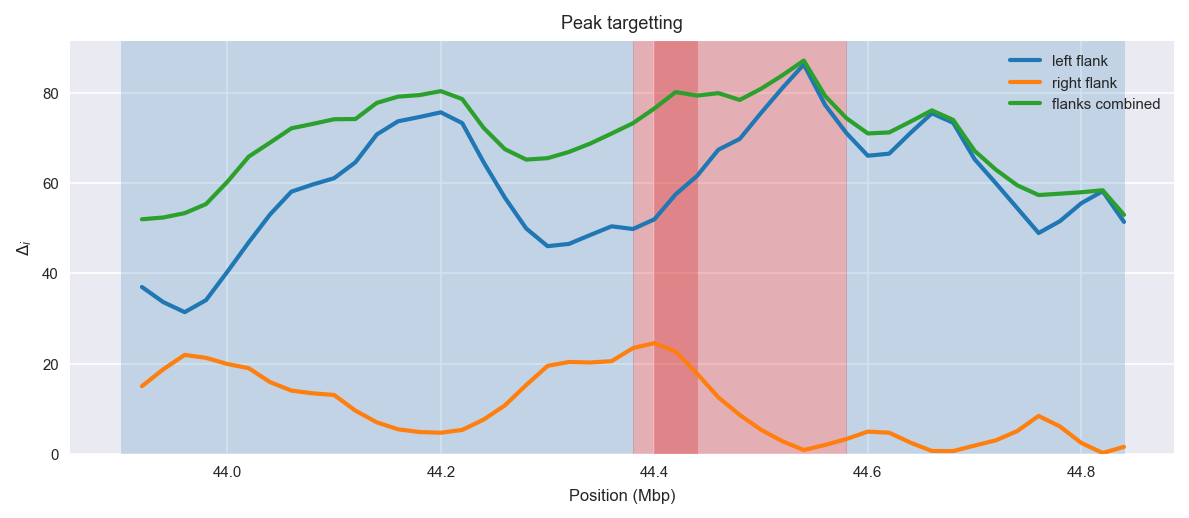 Peak targetting
left flank
right flank
flanks combined
80
60
40
20
0
Δi
44.0
44.2
44.4
44.6
44.8
Position (Mbp)